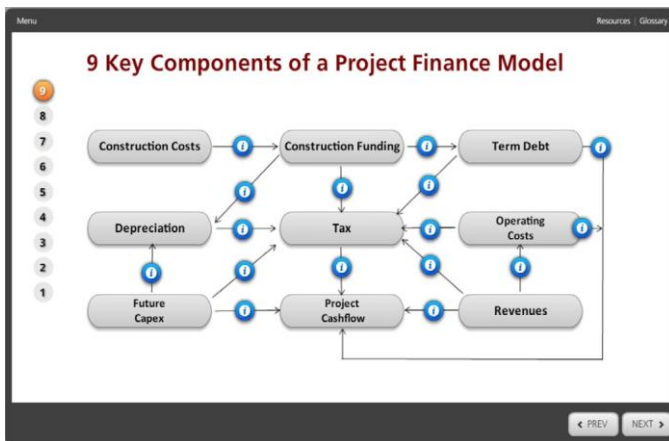 Menu
Resources | Glossary
9 Key Components of a Project Finance Model
9
8
7
6
5
4
3
2
1
Construction Costs
i
Construction Funding
i
Term Debt
i
i
i
i
Depreciation
i
Tax
i
Operating
Costs
i
i
i
i
i
i
Future
Capex
i
Project
Cashflow
i
Revenues
< PREV
NEXT >